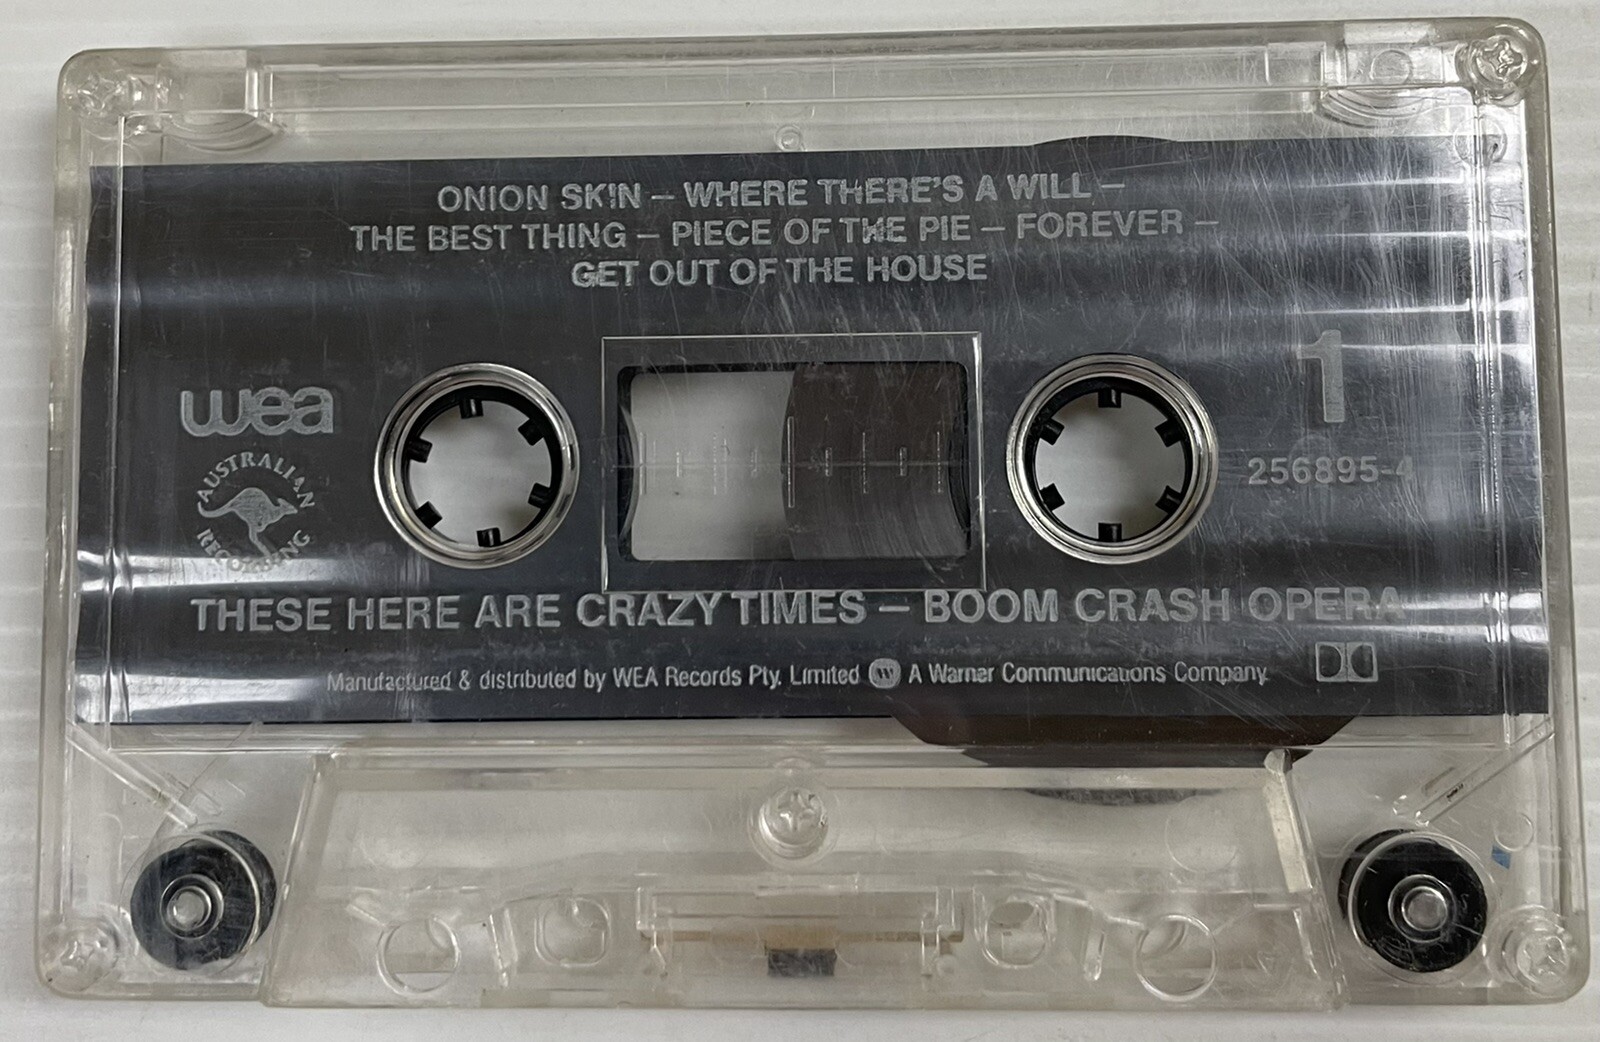 ONION SKIN – WHERE THERE'S A WILL –
THE BEST THING – PIECE OF THE PIE – FOREVER –
GET OUT OF THE HOUSE
1
wea
256895-4
AUSTRALIAN
RECORDING
THESE HERE ARE CRAZY TIMES – BOOM CRASH OPERA
Manufactured & distributed by WEA Records Pty. Limited W A Warner Communications Company